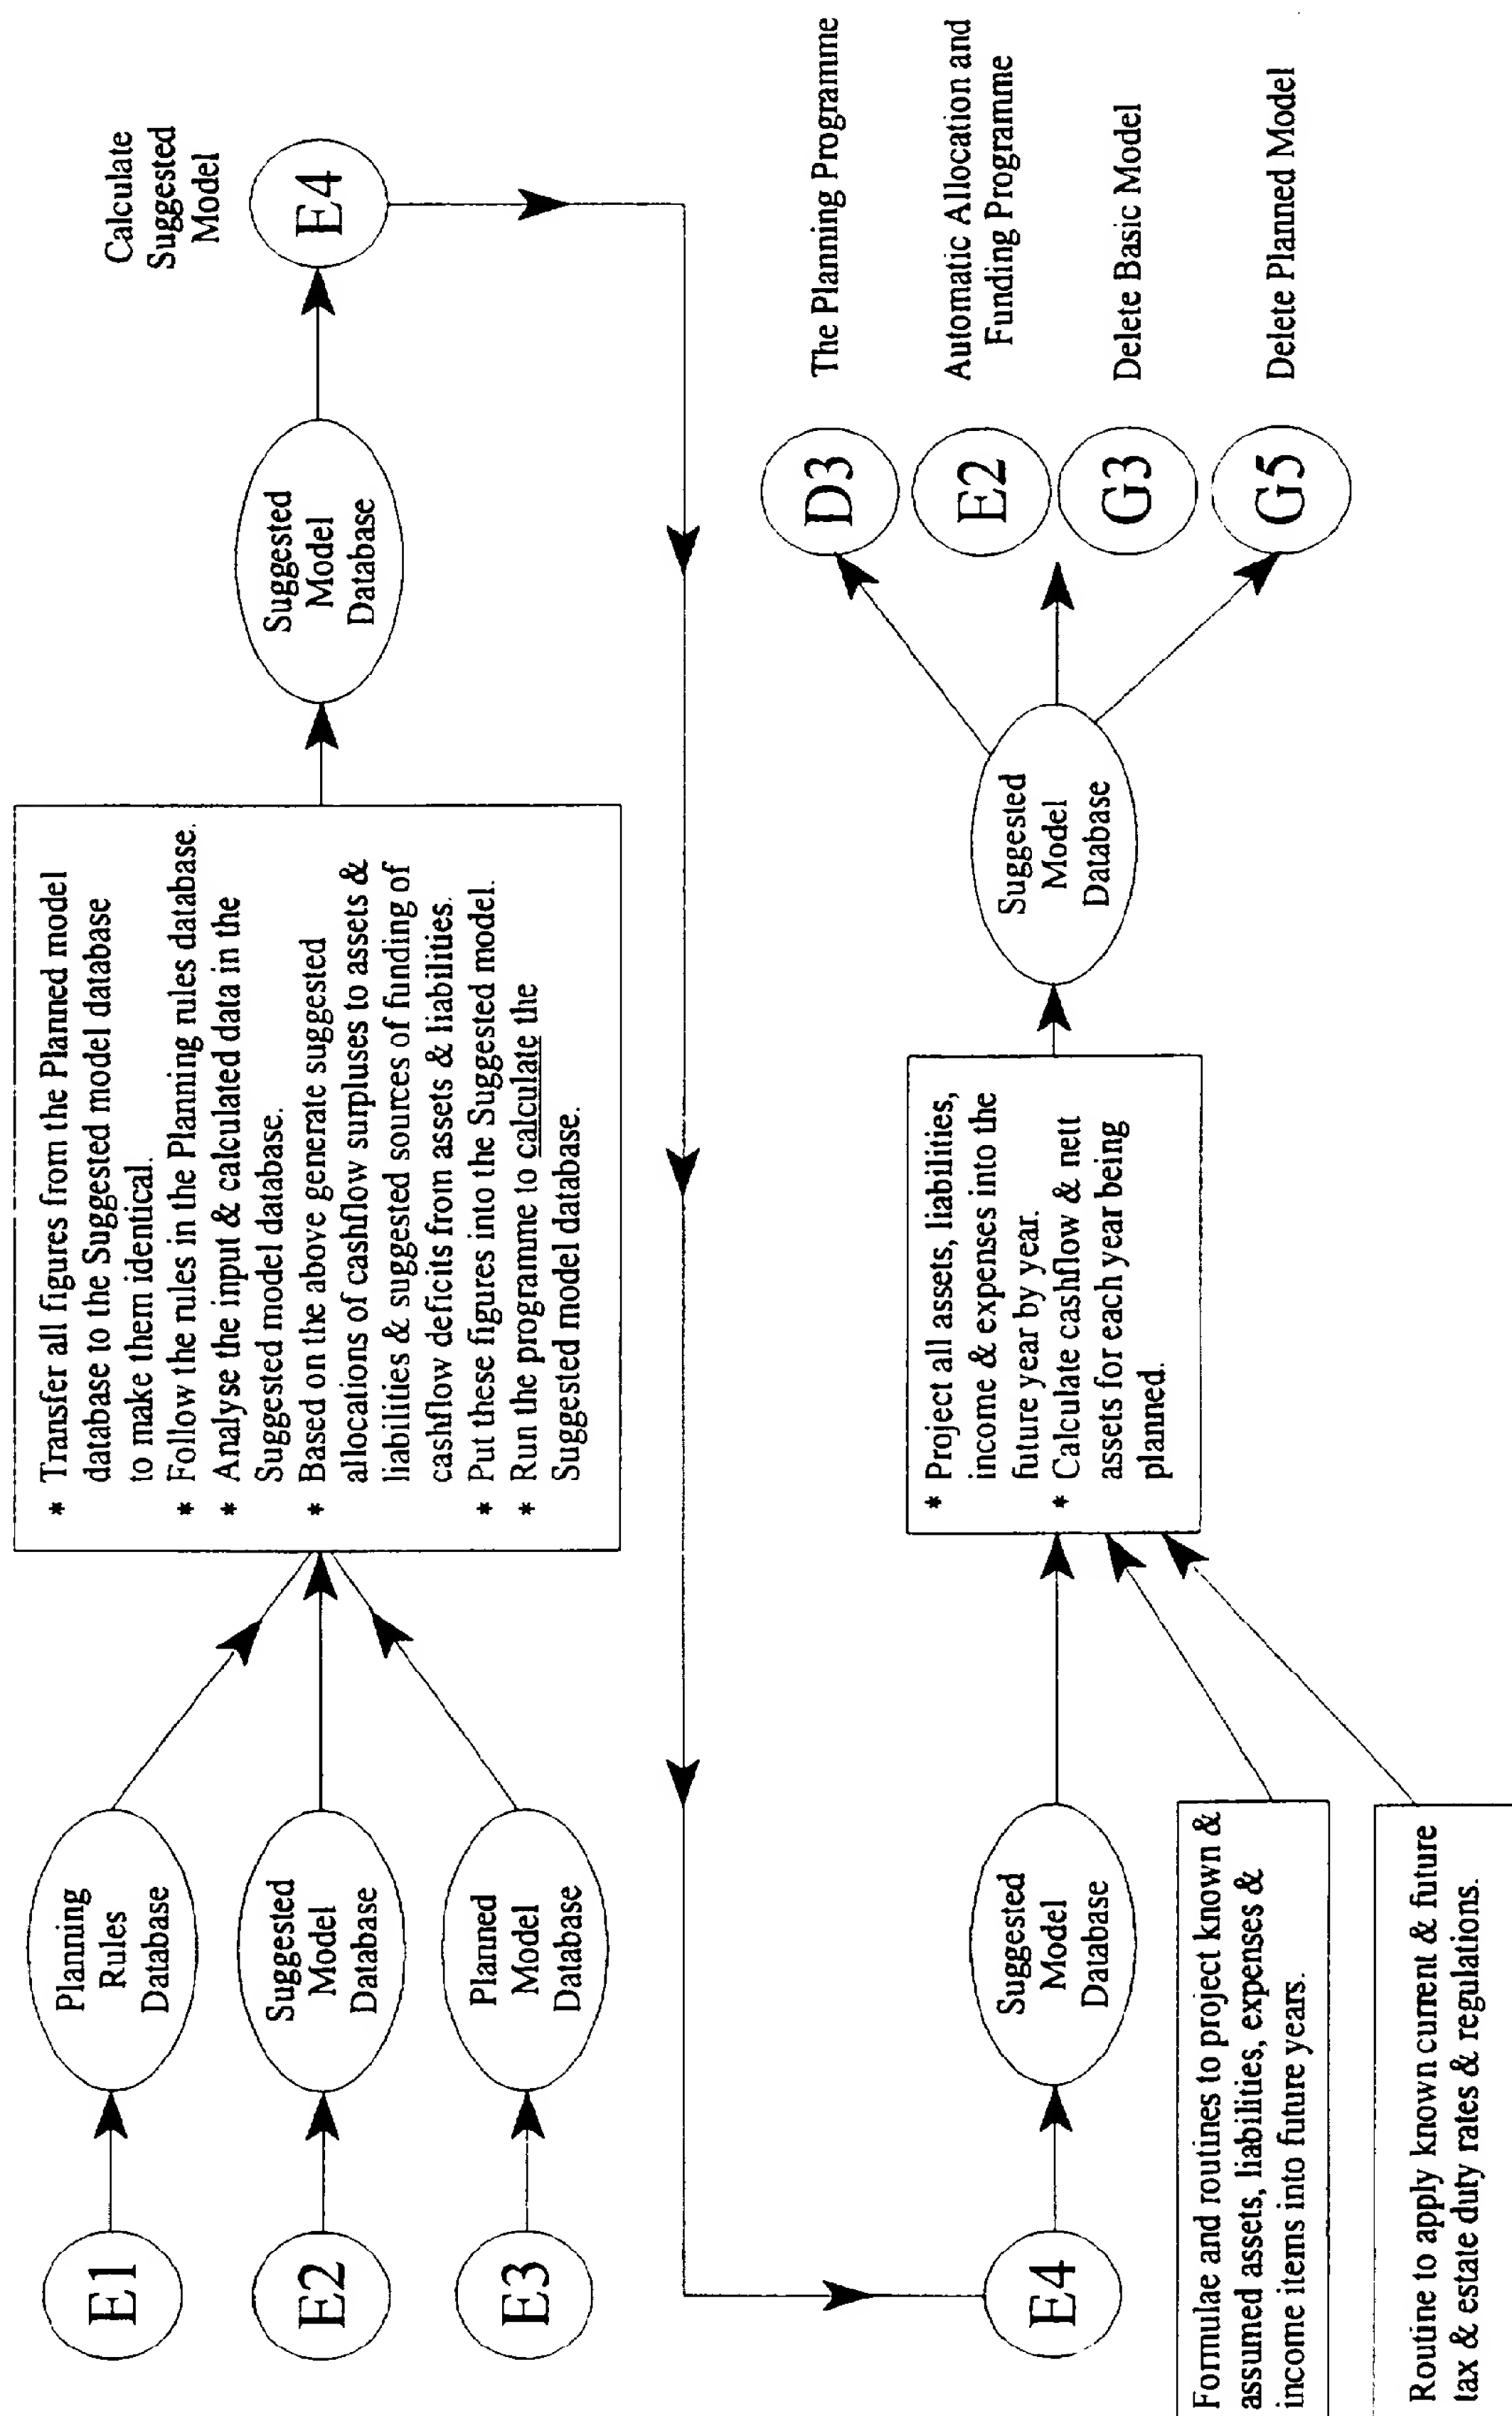 E1
Planning
Rules
Database
E2
Suggested
Model
Database
E3
Planned
Model
Database
* Transfer all figures from the Planned model
database to the Suggested model database
to make them identical.
* Follow the rules in the Planning rules database.
* Analyse the input & calculated data in the
Suggested model database.
* Based on the above generate suggested
allocations of cashflow surpluses to assets &
liabilities & suggested sources of funding of
cashflow deficits from assets & liabilities.
* Put these figures into the Suggested model.
* Run the programme to calculate the
Suggested model database.
Suggested
Model
Database
Calculate
Suggested
Model
E4
E4
Suggested
Model
Database
Formulae and routines to project known &
assumed assets, liabilities, expenses &
income items into future years.
Routine to apply known current & future
tax & estate duty rates & regulations.
* Project all assets, liabilities,
income & expenses into the
future year by year.
* Calculate cashflow & nett
assets for each year being
planned.
Suggested
Model
Database
D3
The Planning Programme
E2
Automatic Allocation and
Funding Programme
G3
Delete Basic Model
G5
Delete Planned Model